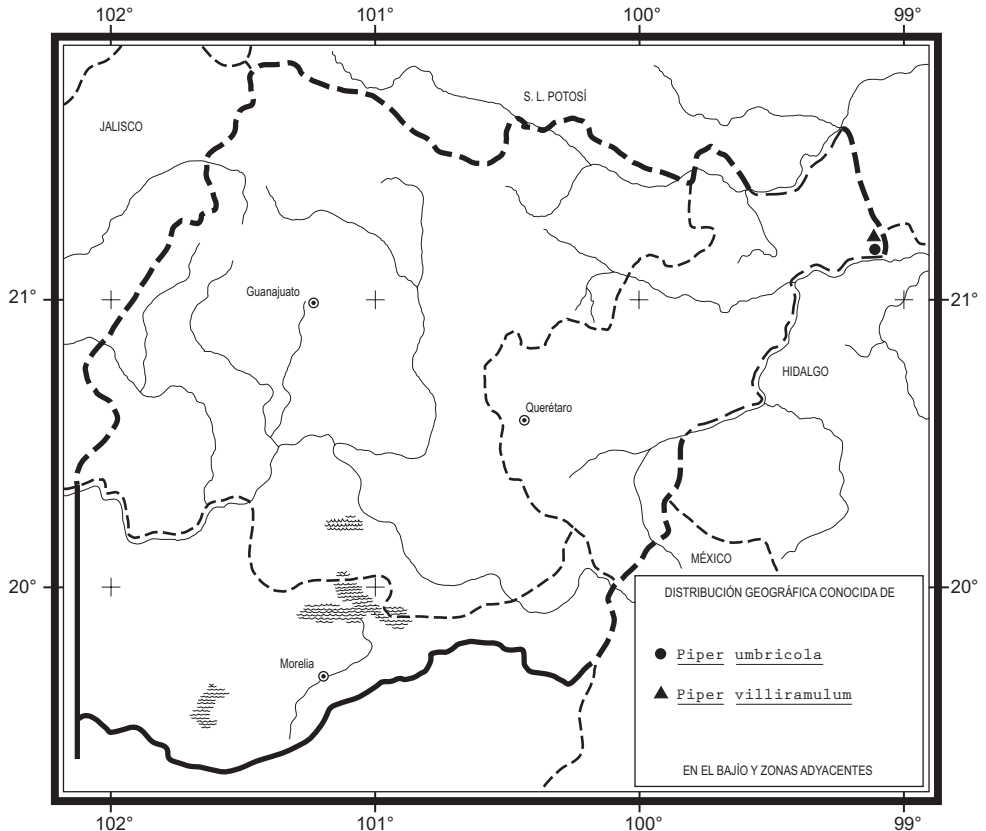 102° 101° 100° 99°
S. L. POTOSÍ
JALISCO
Guanajuato
21° 21°
HIDALGO
Querétaro
MÉXICO
20° 20°
DISTRIBUCIÓN GEOGRÁFICA CONOCIDA DE
Piper umbricola
Morelia
Piper villiramulum
EN EL BAJÍO Y ZONAS ADYACENTES
102° 101° 100° 99°